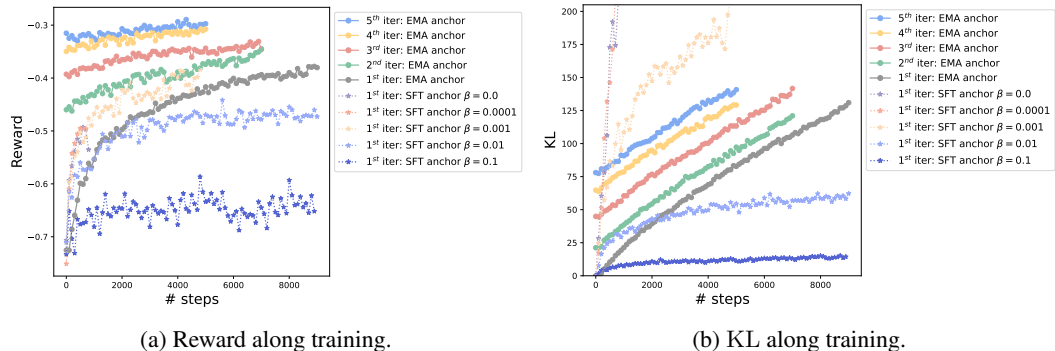 −0.3
−0.4
−0.5
−0.6
−0.7
Reward
0
2000
4000
6000
8000
# steps
5th iter: EMA anchor
4th iter: EMA anchor
3rd iter: EMA anchor
2nd iter: EMA anchor
1st iter: EMA anchor
1st iter: SFT anchor β = 0.0
1st iter: SFT anchor β = 0.0001
1st iter: SFT anchor β = 0.001
1st iter: SFT anchor β = 0.01
1st iter: SFT anchor β = 0.1
(a) Reward along training.
200
175
150
125
100
75
50
25
0
KL
0
2000
4000
6000
8000
# steps
5th iter: EMA anchor
4th iter: EMA anchor
3rd iter: EMA anchor
2nd iter: EMA anchor
1st iter: EMA anchor
1st iter: SFT anchor β = 0.0
1st iter: SFT anchor β = 0.0001
1st iter: SFT anchor β = 0.001
1st iter: SFT anchor β = 0.01
1st iter: SFT anchor β = 0.1
(b) KL along training.